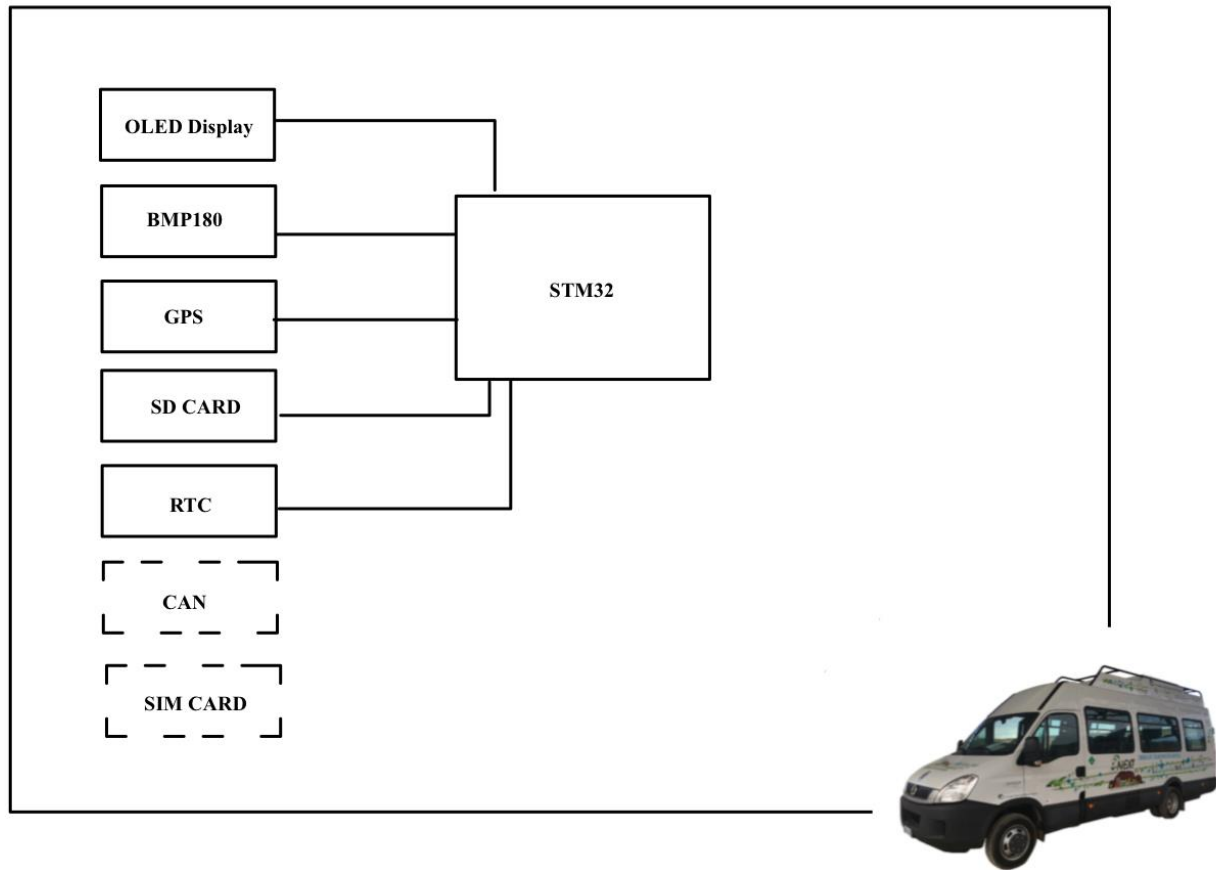 OLED Display
BMP180
STM32
GPS
SD CARD
RTC
CAN
SIM CARD